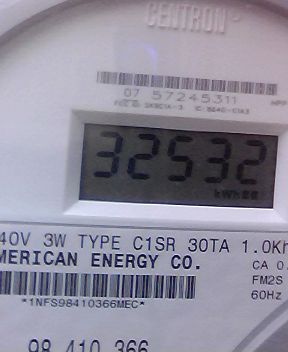 CENTRON®
07 57245311
32532
kWh
40V 3W TYPE C1SR 30TA 1.0Kh
MERICAN ENERGY CO.
CA 0.
FM2S
60Hz
*1NFS98410366MEC*
98 410 366